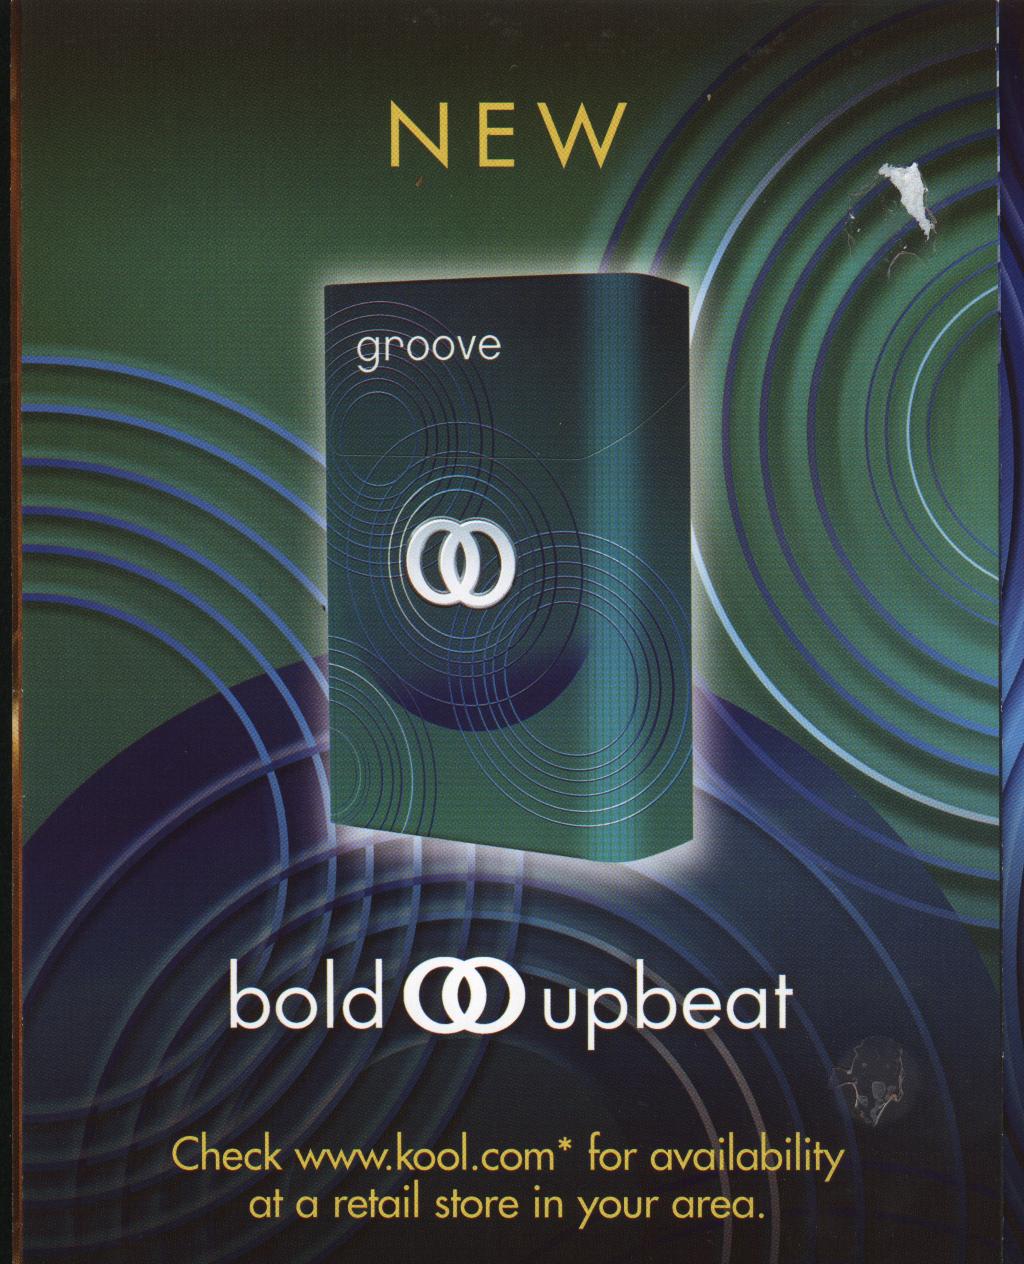 NEW
groove
bold upbeat
Check www.kool.com* for availability
at a retail store in your area.